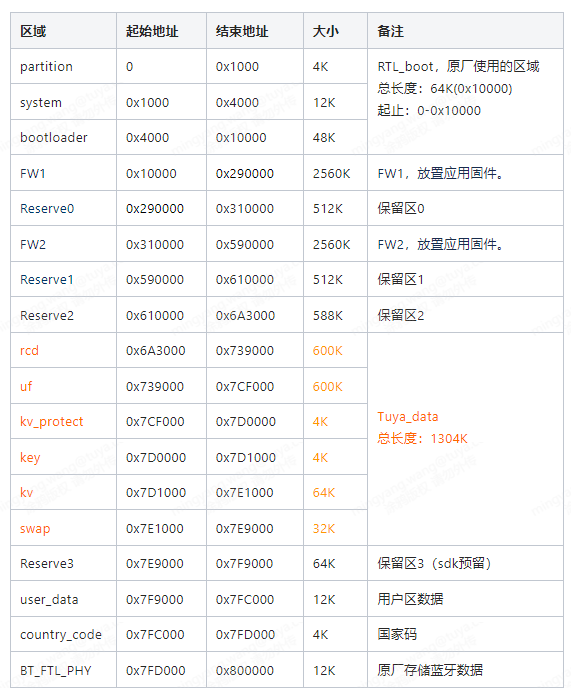 区域 起始地址 结束地址 大小 备注
partition 0 0x1000 4K RTL_boot，原厂使用的区域
总长度：64K(0x10000)
起止：0-0x10000
system 0x1000 0x4000 12K
bootloader 0x4000 0x10000 48K
FW1 0x10000 0x290000 2560K FW1，放置应用固件。
Reserve0 0x290000 0x310000 512K 保留区0
FW2 0x310000 0x590000 2560K FW2，放置应用固件。
Reserve1 0x590000 0x610000 512K 保留区1
Reserve2 0x610000 0x6A3000 588K 保留区2
rcd 0x6A3000 0x739000 600K
uf 0x739000 0x7CF000 600K
kv_protect 0x7CF000 0x7D0000 4K Tuya_data
总长度：1304K
key 0x7D0000 0x7D1000 4K
kv 0x7D1000 0x7E1000 64K
swap 0x7E1000 0x7E9000 32K
Reserve3 0x7E9000 0x7F9000 64K 保留区3（sdk预留）
user_data 0x7F9000 0x7FC000 12K 用户区数据
country_code 0x7FC000 0x7FD000 4K 国家码
BT_FTL_PHY 0x7FD000 0x800000 12K 原厂存储蓝牙数据